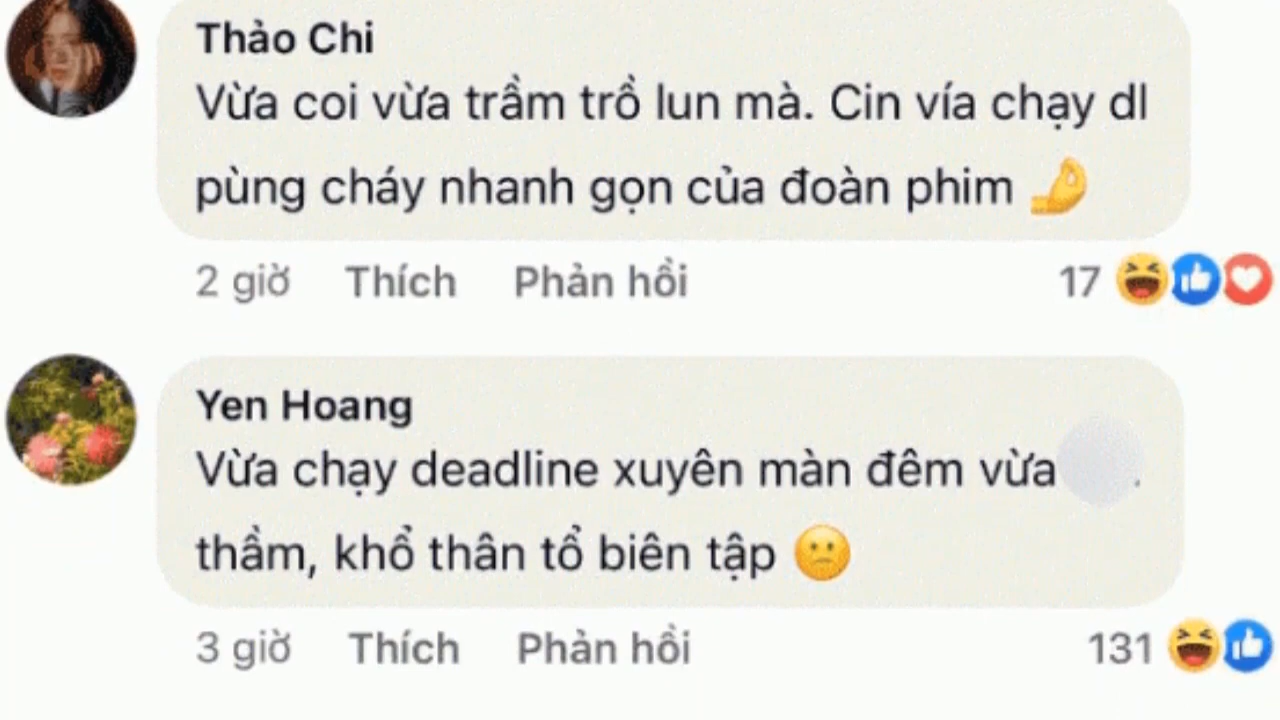 Thảo Chi
Vừa coi vừa trầm trồ lun mà. Cin vía chạy dl
pùng cháy nhanh gọn của đoàn phim 👌
2 giờ Thích Phản hồi 17
Yen Hoang
Vừa chạy deadline xuyên màn đêm vừa .
thầm, khổ thân tổ biên tập 🫤
3 giờ Thích Phản hồi 131